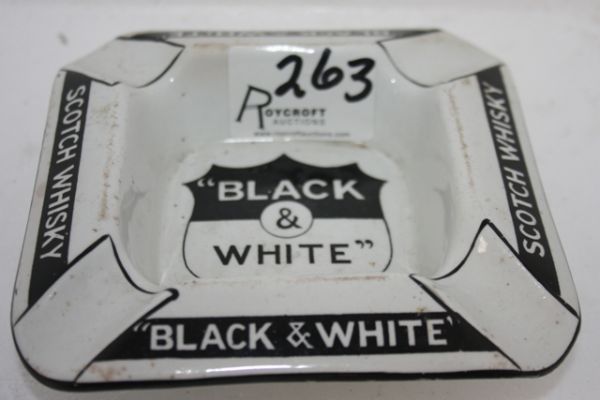 263
ROYCROFT
AUCTIONS
"BLACK
&
WHITE"
SCOTCH WHISKY
SCOTCH WHISKY
"BLACK & WHITE"